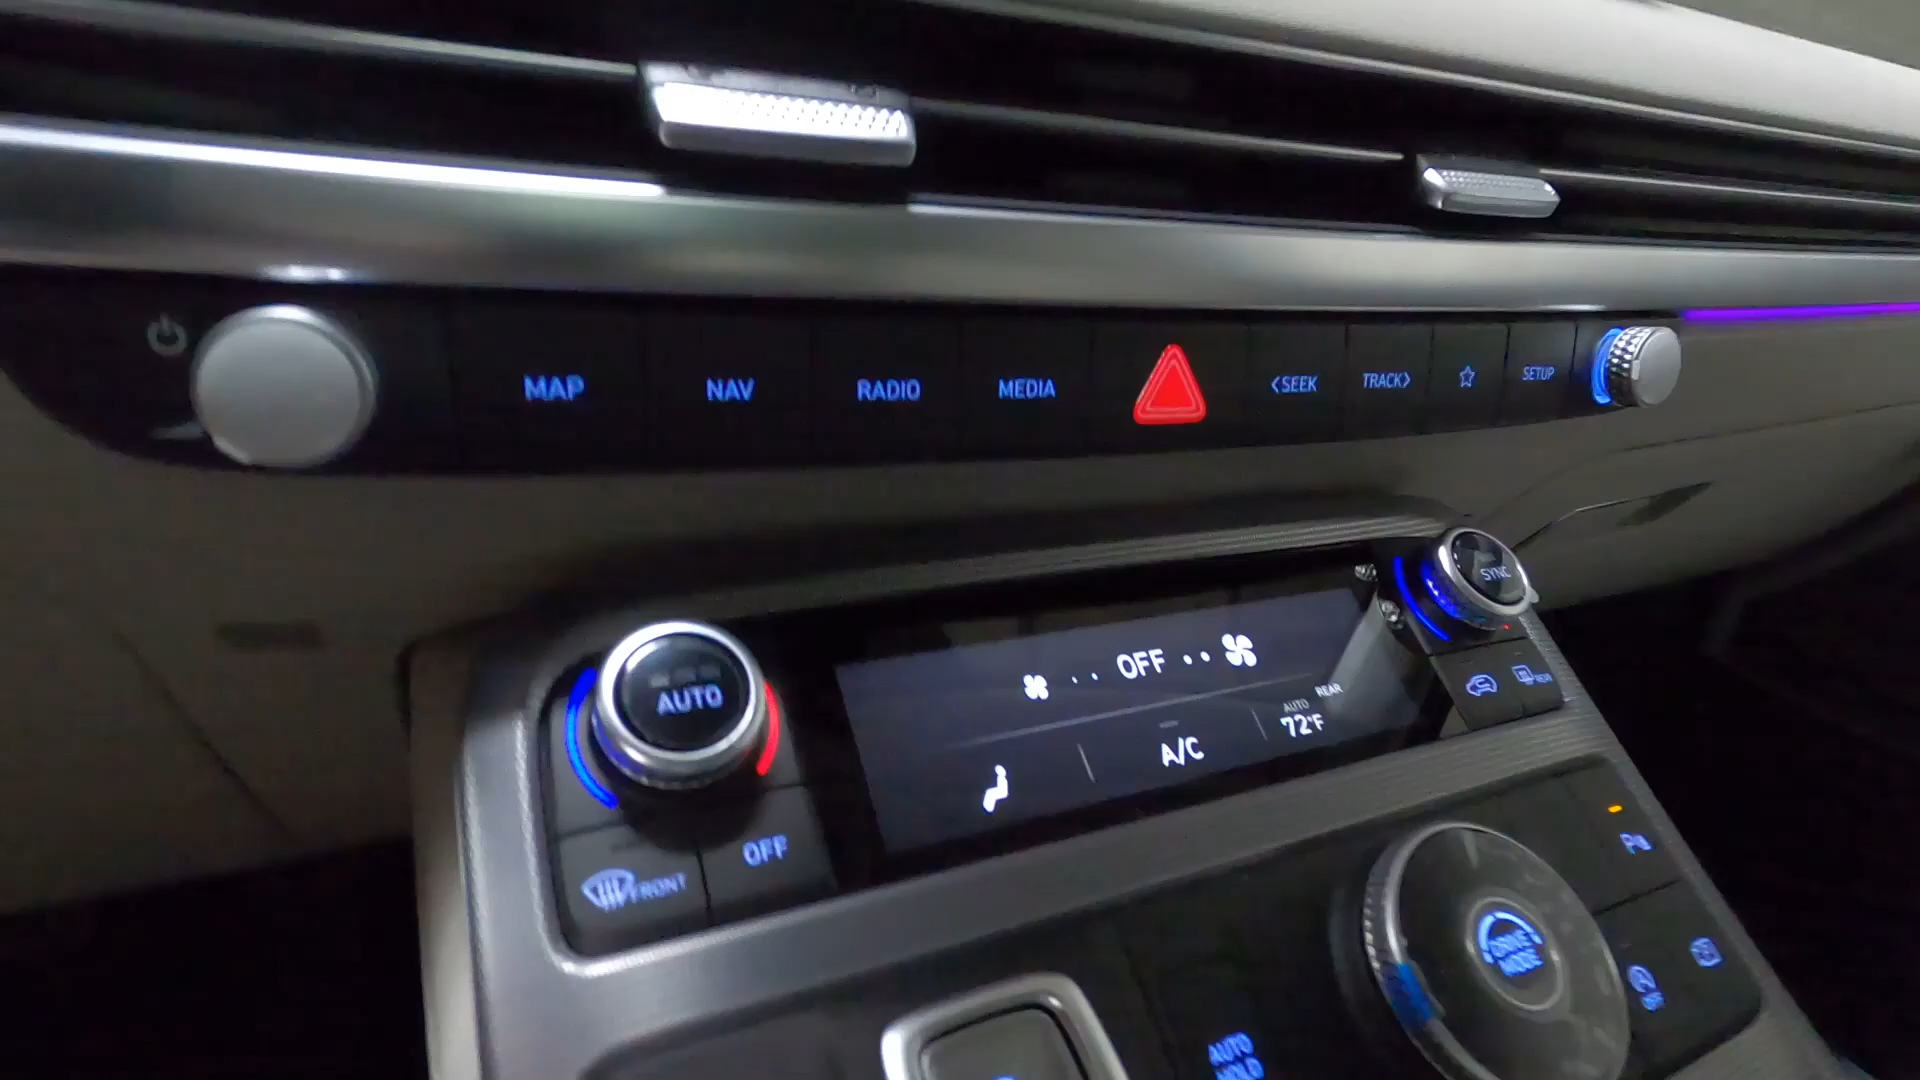 MAP NAV RADIO MEDIA <SEEK TRACK> SETUP
SYNC
OFF
AUTO
REAR
AUTO
72°F
A/C
OFF
FRONT
DRIVE
MODE
OFF
AUTO
HOLD